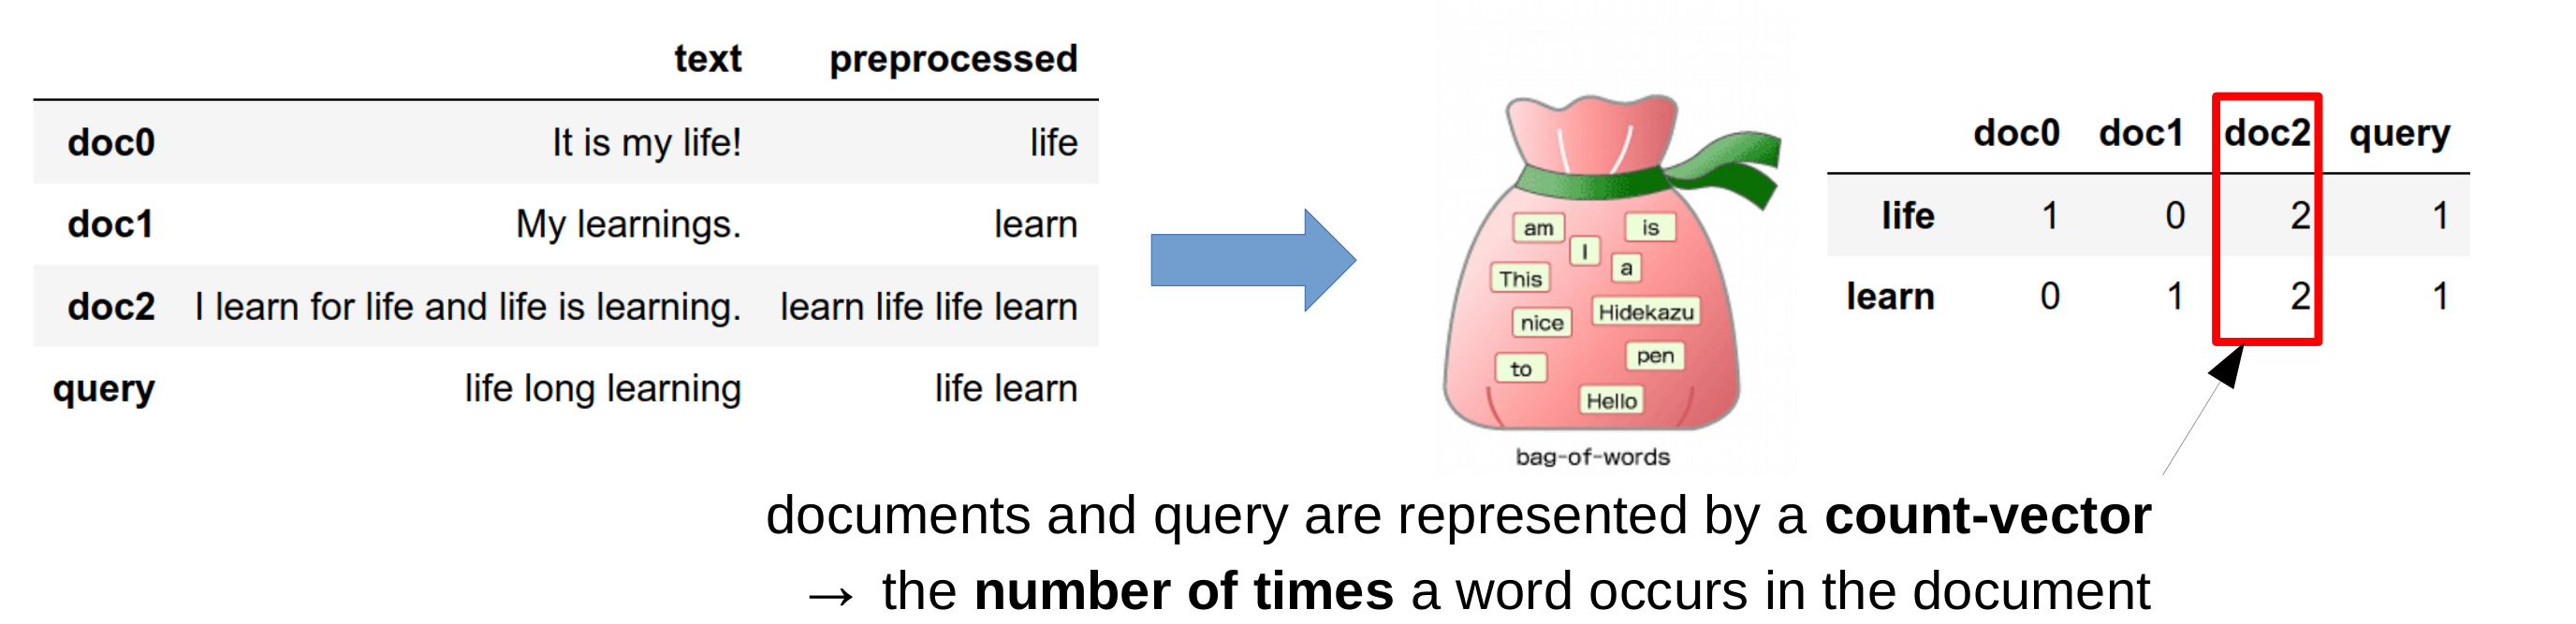 text preprocessed
doc0 It is my life! life
doc1 My learnings. learn
doc2 I learn for life and life is learning. learn life life learn
query life long learning life learn
am is
I
a
This
Hidekazu
nice
pen
to
Hello
bag-of-words
doc0 doc1 doc2 query
life 1 0 2 1
learn 0 1 2 1
documents and query are represented by a count-vector
→ the number of times a word occurs in the document